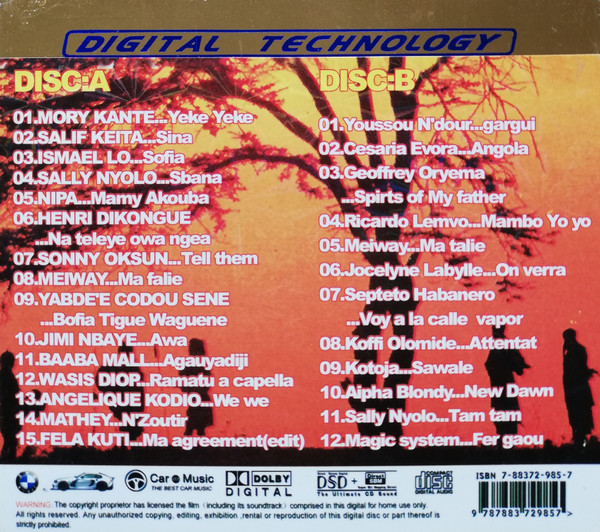 DIGITAL TECHNOLOGY
DISC:A
01.MORY KANTE...Yeke Yeke
02.SALIF KEITA...Sina
03.ISMAEL LO...Sofia
04.SALLY NYOLO...Sbana
05.NIPA...Mamy Akouba
06.HENRI DIKONGUE
...Na teleye owa ngea
07.SONNY OKSUN...Tell them
08.MEIWAY...Ma falie
09.YABDE'E CODOU SENE
...Bofia Tigue Waguene
10.JIMI NBAYE...Awa
11.BAABA MALL...Agauyadiji
12.WASIS DIOP...Ramatu a capella
13.ANGELIQUE KODIO...We we
14.MATHEY...N'Zoutir
15.FELA KUTI...Ma agreement(edit)
DISC:B
01.Youssou N'dour...gargui
02.Cesaria Evora...Angola
03.Geoffrey Oryema
...Spirts of My father
04.Ricardo Lemvo...Mambo Yo yo
05.Meiway...Ma talie
06.Jocelyne Labylle...On verra
07.Septeto Habanero
...Voy a la calle vapor
08.Koffi Olomide...Attentat
09.Kotoja...Sawale
10.Aipha Blondy...New Dawn
11.Sally Nyolo...Tam tam
12.Magic system...Fer gaou
Car Music
THE BEST CAR MUSIC
DOLBY
DIGITAL
DSD + Direct SBM
The Ultimate CD Sound
COMPACT
disc
DIGITAL AUDIO
ISBN 7-88372-985-7
9 787883 729857
WARNING: The copyright proprietor has licensed the film (including its soundtrack) comprised in this digital for home use only.
All rights reserved. Any unauthorized copying, editing, exhibition ,rental or reproduction of this digital disc or part thereof is
strictly prohibited.